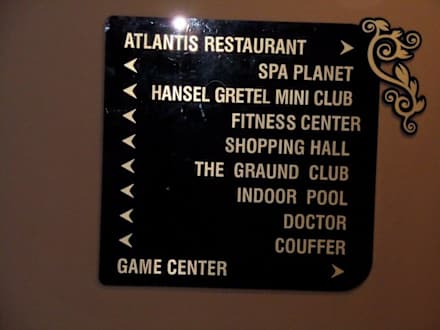 ATLANTIS RESTAURANT
SPA PLANET
HANSEL GRETEL MINI CLUB
FITNESS CENTER
SHOPPING HALL
THE GRAUND CLUB
INDOOR POOL
DOCTOR
COUFFER
GAME CENTER